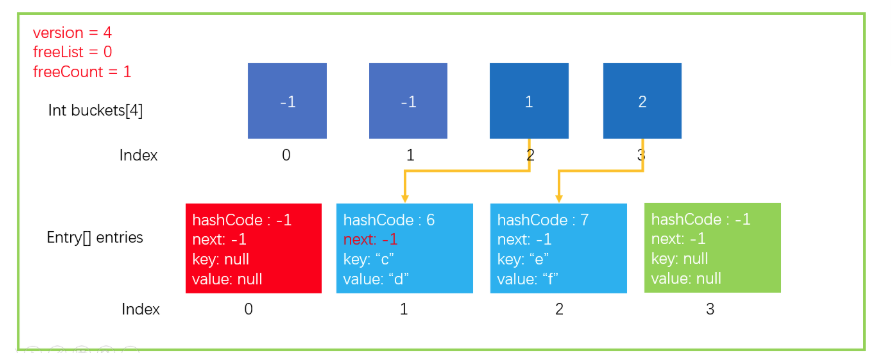 version = 4
freeList = 0
freeCount = 1
Int buckets[4]
-1
-1
1
2
Index
0
1
2
3
Entry[] entries
hashCode : -1
next: -1
key: null
value: null
hashCode : 6
next: -1
key: “c”
value: “d”
hashCode : 7
next: -1
key: “e”
value: “f”
hashCode : -1
next: -1
key: null
value: null
Index
0
1
2
3